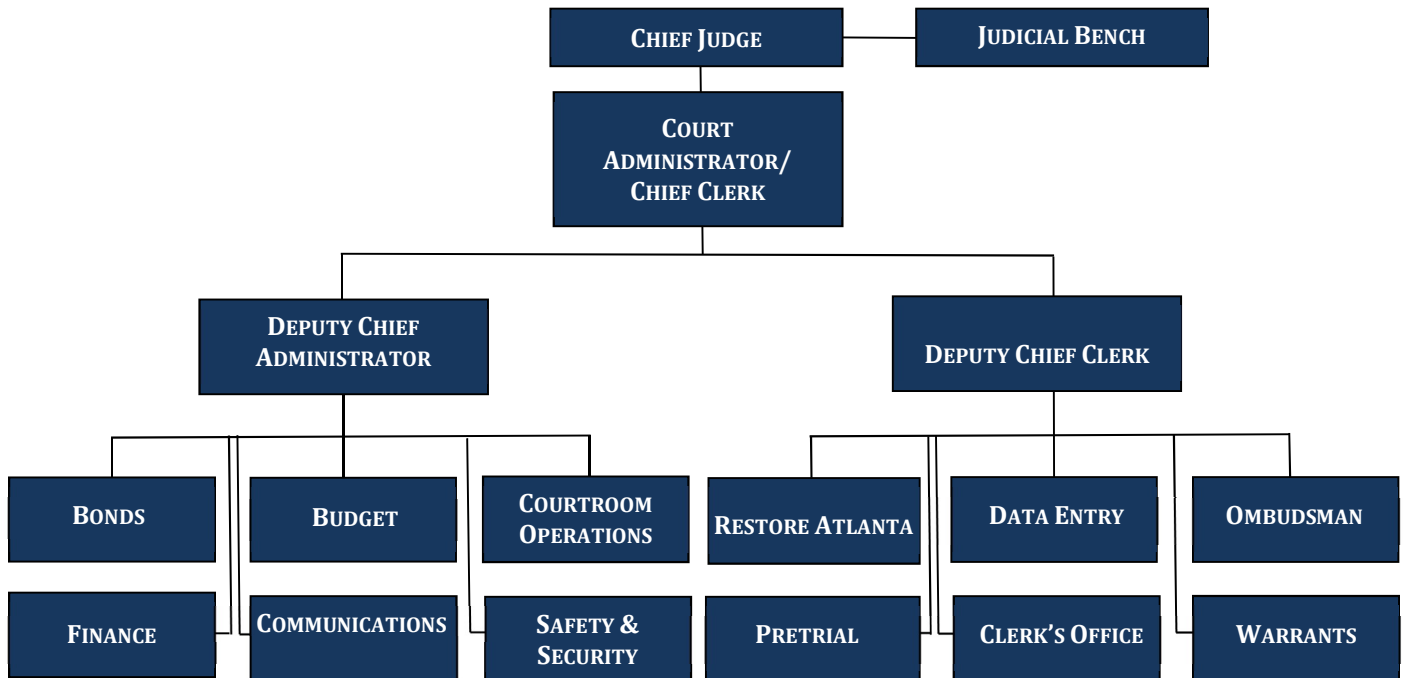 CHIEF JUDGE
JUDICIAL BENCH
COURT
ADMINISTRATOR/
CHIEF CLERK
DEPUTY CHIEF
ADMINISTRATOR
DEPUTY CHIEF CLERK
BONDS
BUDGET
COURTROOM
OPERATIONS
RESTORE ATLANTA
DATA ENTRY
OMBUDSMAN
FINANCE
COMMUNICATIONS
SAFETY &
SECURITY
PRETRIAL
CLERK’S OFFICE
WARRANTS